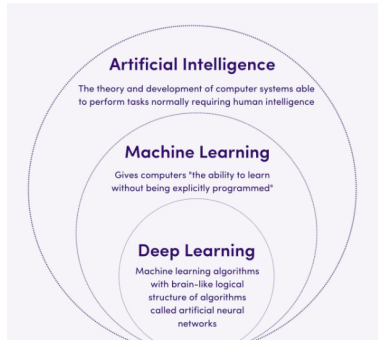 Artificial Intelligence
The theory and development of computer systems able
to perform tasks normally requiring human intelligence
Machine Learning
Gives computers "the ability to learn
without being explicitly programmed"
Deep Learning
Machine learning algorithms
with brain-like logical
structure of algorithms
called artificial neural
networks